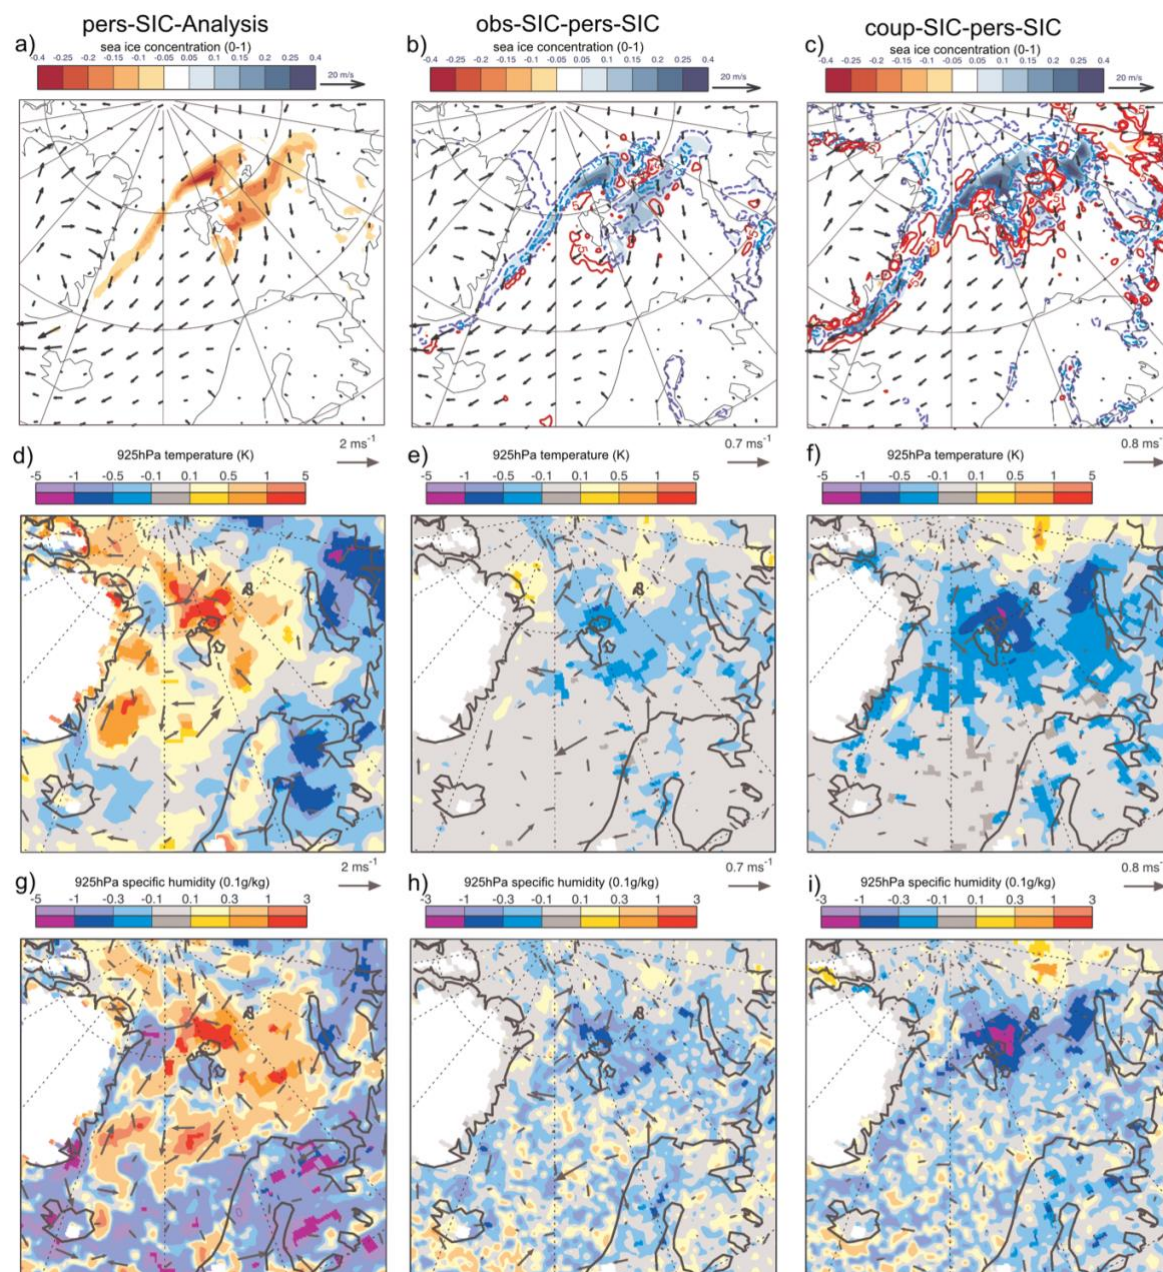 pers-SIC-Analysis obs-SIC-pers-SIC coup-SIC-pers-SIC
a) sea ice concentration (0-1) b) sea ice concentration (0-1) c) sea ice concentration (0-1)
-0.4 -0.25 -0.2 -0.15 -0.1 -0.05 0.05 0.1 0.15 0.2 0.25 0.3 0.4 -0.4 -0.25 -0.2 -0.15 -0.1 -0.05 0.05 0.1 0.15 0.2 0.25 0.3 0.4 -0.4 -0.25 -0.2 -0.15 -0.1 -0.05 0.05 0.1 0.15 0.2 0.25 0.3 0.4
20 m/s 20 m/s 20 m/s
2 ms⁻¹ 0.7 ms⁻¹ 0.8 ms⁻¹
d) 925hPa temperature (K) e) 925hPa temperature (K) f) 925hPa temperature (K)
-5 -1 -0.5 -0.1 0.1 0.5 1 5 -5 -1 -0.5 -0.1 0.1 0.5 1 5 -5 -1 -0.5 -0.1 0.1 0.5 1 5
2 ms⁻¹ 0.7 ms⁻¹ 0.8 ms⁻¹
g) 925hPa specific humidity (0.1g/kg) h) 925hPa specific humidity (0.1g/kg) i) 925hPa specific humidity (0.1g/kg)
-5 -1 -0.3 -0.1 0.1 0.3 1 3 -3 -1 -0.3 -0.1 0.1 0.3 1 3 -3 -1 -0.3 -0.1 0.1 0.3 1 3